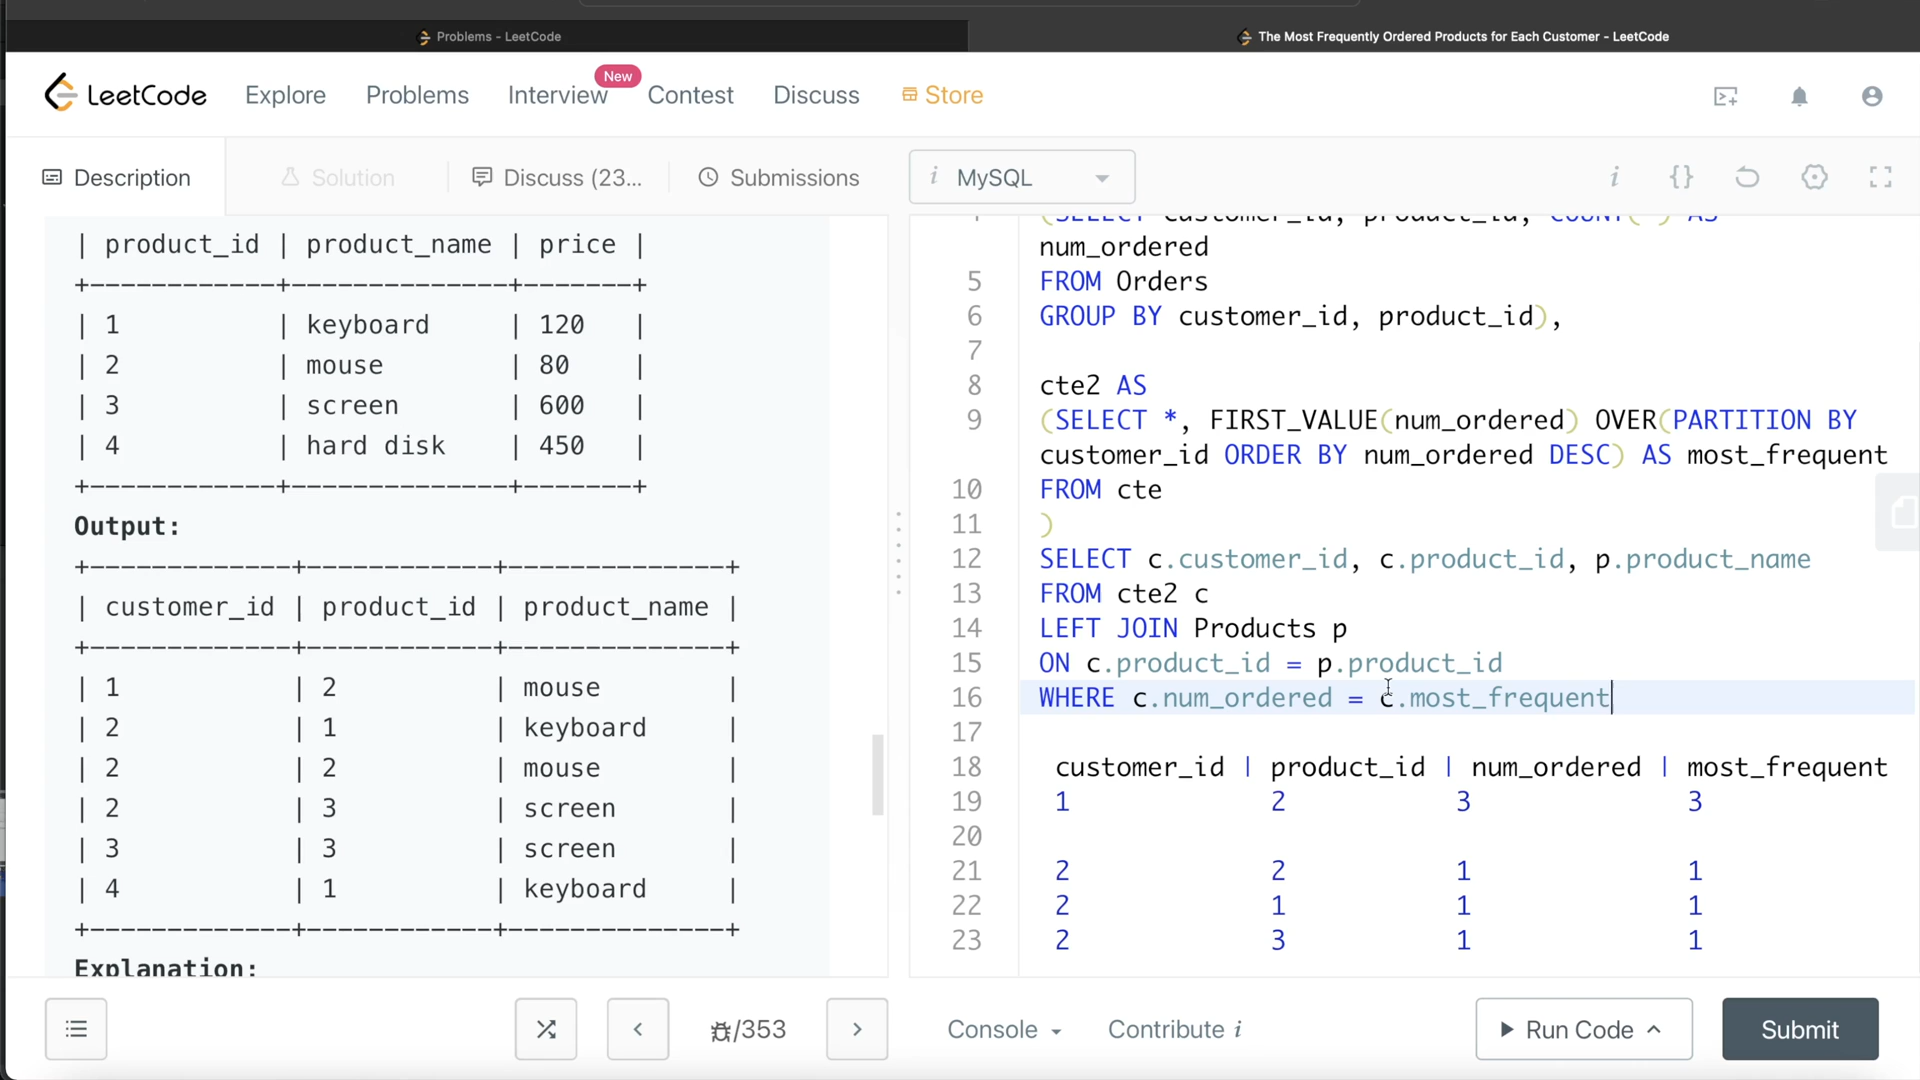 Problems - LeetCode
The Most Frequently Ordered Products for Each Customer - LeetCode
LeetCode
Explore
Problems
Interview
New
Contest
Discuss
Store
Description
Solution
Discuss (23...
Submissions
i MySQL
i {}
| product_id | product_name | price |
+------------+--------------+-------+
| 1 | keyboard | 120 |
| 2 | mouse | 80 |
| 3 | screen | 600 |
| 4 | hard disk | 450 |
+------------+--------------+-------+
Output:
+-------------+------------+--------------+
| customer_id | product_id | product_name |
+-------------+------------+--------------+
| 1 | 2 | mouse |
| 2 | 1 | keyboard |
| 2 | 2 | mouse |
| 2 | 3 | screen |
| 3 | 3 | screen |
| 4 | 1 | keyboard |
+-------------+------------+--------------+
Explanation:
(SELECT customer_id, product_id, COUNT(*) AS
num_ordered
5 FROM Orders
6 GROUP BY customer_id, product_id),
7
8 cte2 AS
9 (SELECT *, FIRST_VALUE(num_ordered) OVER(PARTITION BY
customer_id ORDER BY num_ordered DESC) AS most_frequent
10 FROM cte
11 )
12 SELECT c.customer_id, c.product_id, p.product_name
13 FROM cte2 c
14 LEFT JOIN Products p
15 ON c.product_id = p.product_id
16 WHERE c.num_ordered = c.most_frequent
17
18 customer_id | product_id | num_ordered | most_frequent
19 1 2 3 3
20
21 2 2 1 1
22 2 1 1 1
23 2 3 1 1
/353
Console
Contribute i
Run Code
Submit